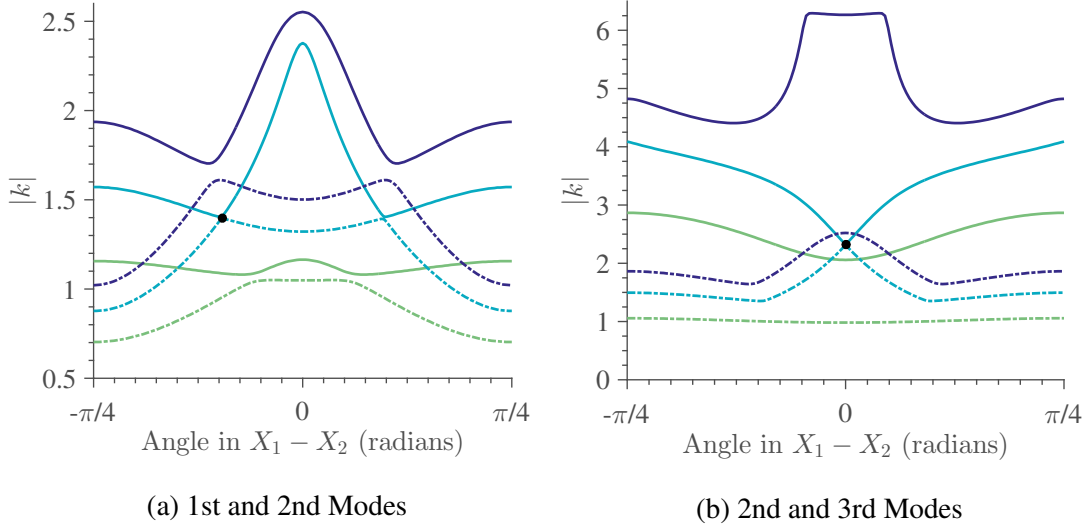 2.5
2
1.5
1
0.5
|k|
-π/4
0
π/4
Angle in X₁ − X₂ (radians)
(a) 1st and 2nd Modes
6
5
4
3
2
1
0
|k|
-π/4
0
π/4
Angle in X₁ − X₂ (radians)
(b) 2nd and 3rd Modes